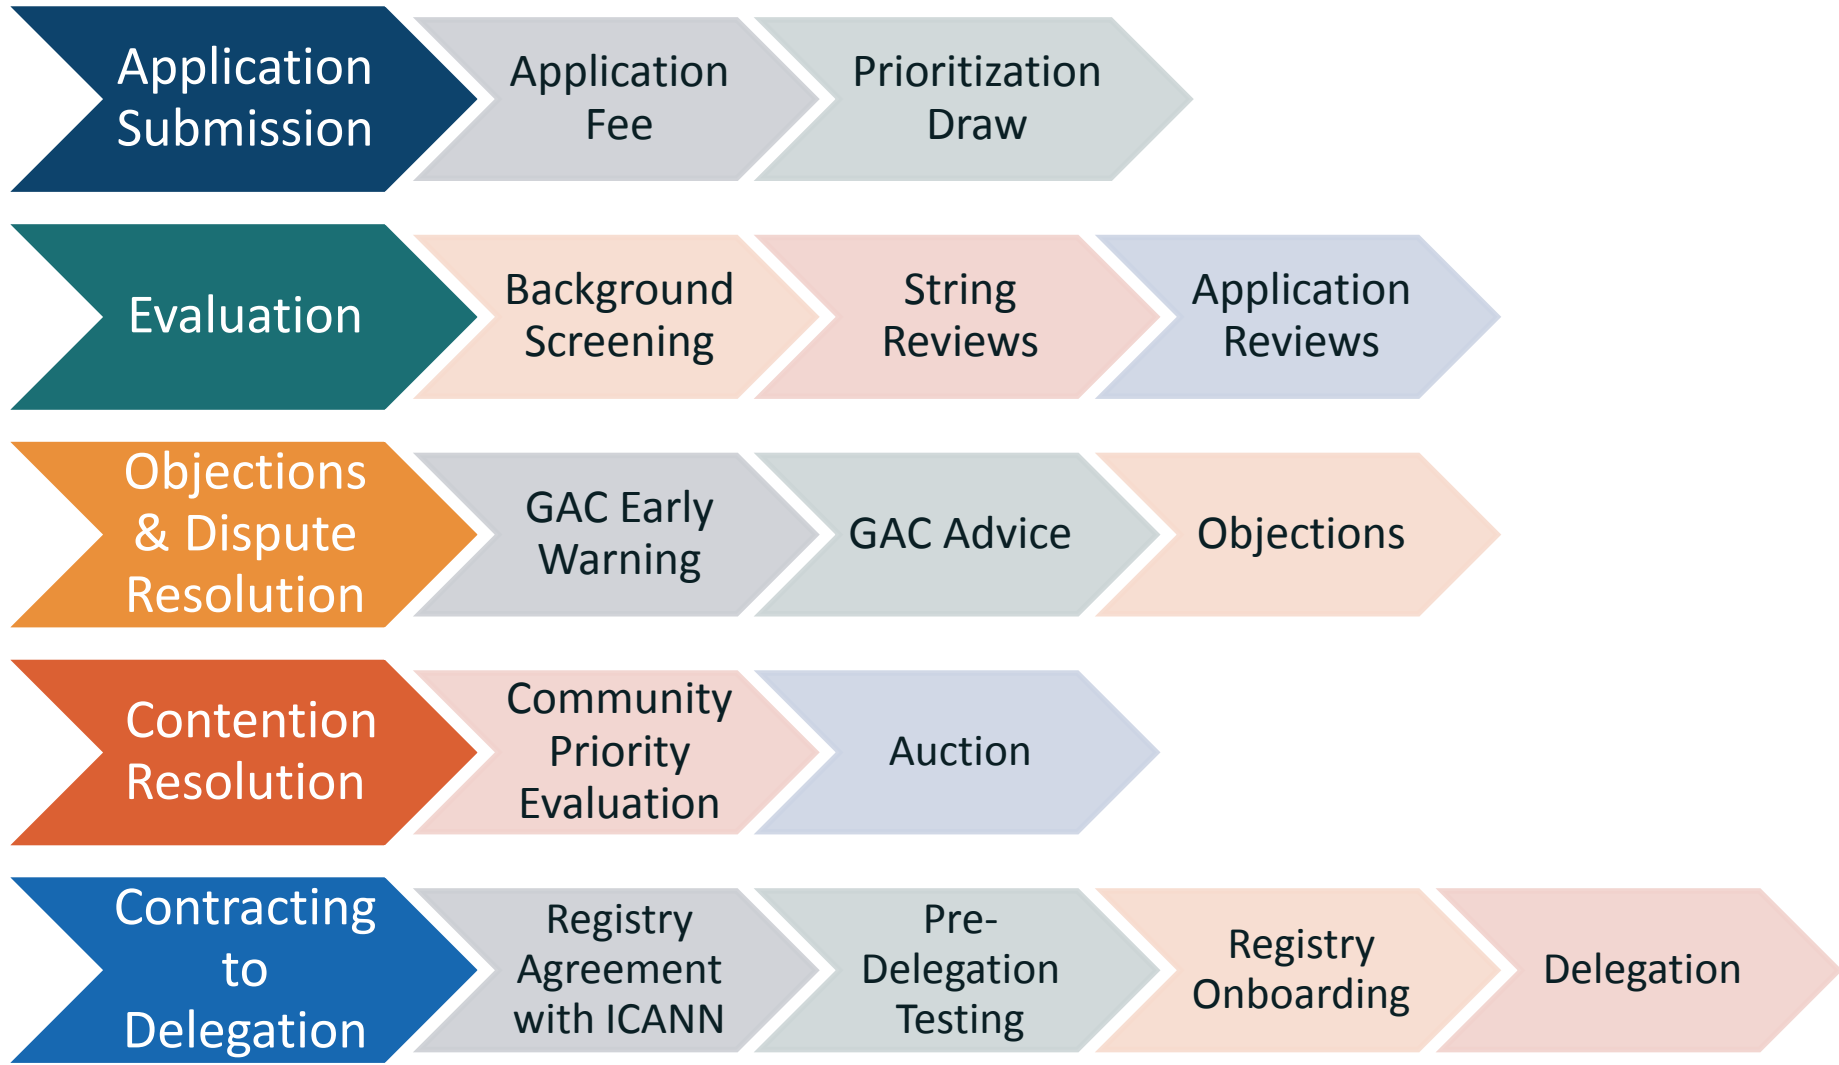 Application
Submission
Application
Fee
Prioritization
Draw
Evaluation
Background
Screening
String
Reviews
Application
Reviews
Objections
& Dispute
Resolution
GAC Early
Warning
GAC Advice
Objections
Contention
Resolution
Community
Priority
Evaluation
Auction
Contracting
to
Delegation
Registry
Agreement
with ICANN
Pre-
Delegation
Testing
Registry
Onboarding
Delegation